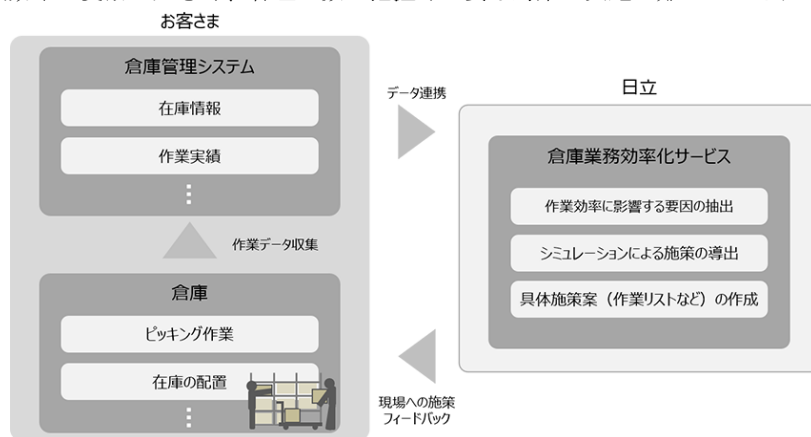 お客さま
倉庫管理システム
在庫情報
作業実績
作業データ収集
倉庫
ピッキング作業
在庫の配置
データ連携
現場への施策
フィードバック
日立
倉庫業務効率化サービス
作業効率に影響する要因の抽出
シミュレーションによる施策の導出
具体施策案（作業リストなど）の作成